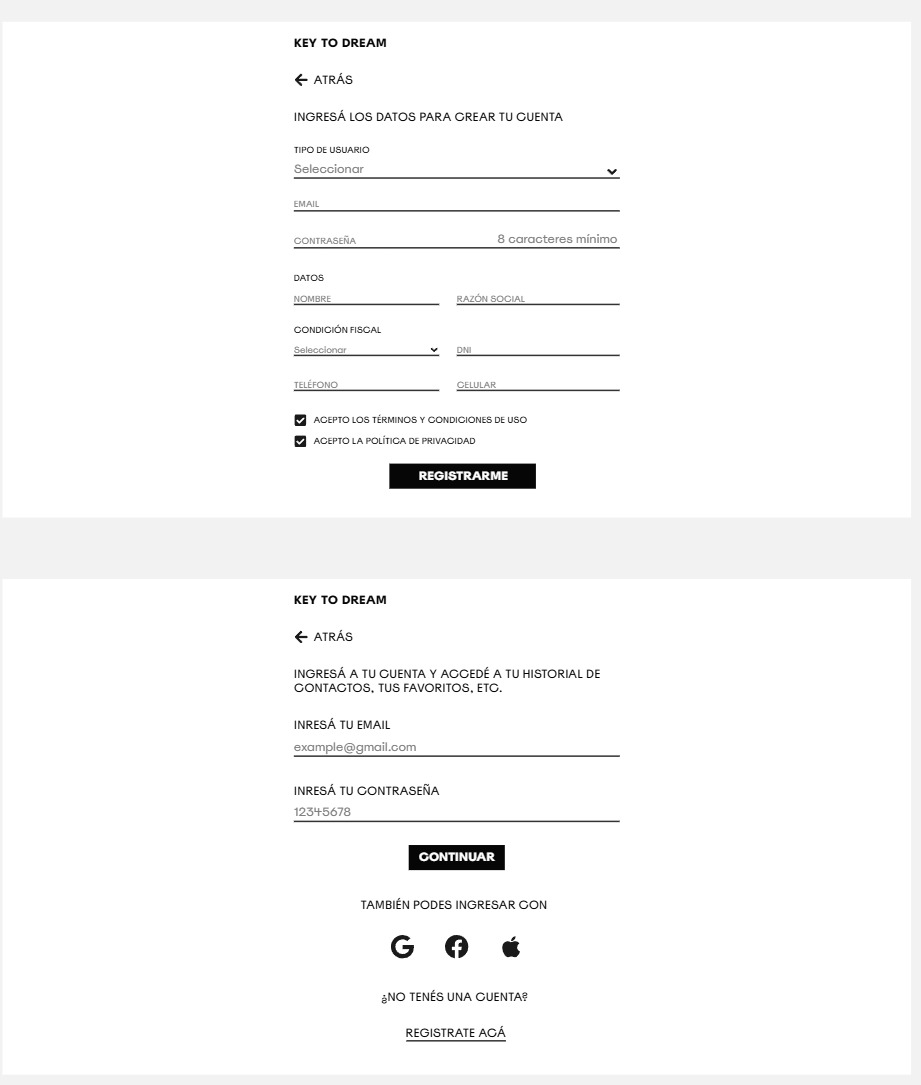 KEY TO DREAM
ATRÁS
INGRESÁ LOS DATOS PARA CREAR TU CUENTA
TIPO DE USUARIO
Seleccionar
EMAIL
CONTRASEÑA 8 caracteres mínimo
DATOS
NOMBRE RAZÓN SOCIAL
CONDICIÓN FISCAL
Seleccionar DNI
TELÉFONO CELULAR
ACEPTO LOS TÉRMINOS Y CONDICIONES DE USO
ACEPTO LA POLÍTICA DE PRIVACIDAD
REGISTRARME
KEY TO DREAM
ATRÁS
INGRESÁ A TU CUENTA Y ACCEDÉ A TU HISTORIAL DE
CONTACTOS, TUS FAVORITOS, ETC.
INRESÁ TU EMAIL
example@gmail.com
INRESÁ TU CONTRASEÑA
12345678
CONTINUAR
TAMBIÉN PODES INGRESAR CON
¿NO TENÉS UNA CUENTA?
REGISTRATE ACÁ